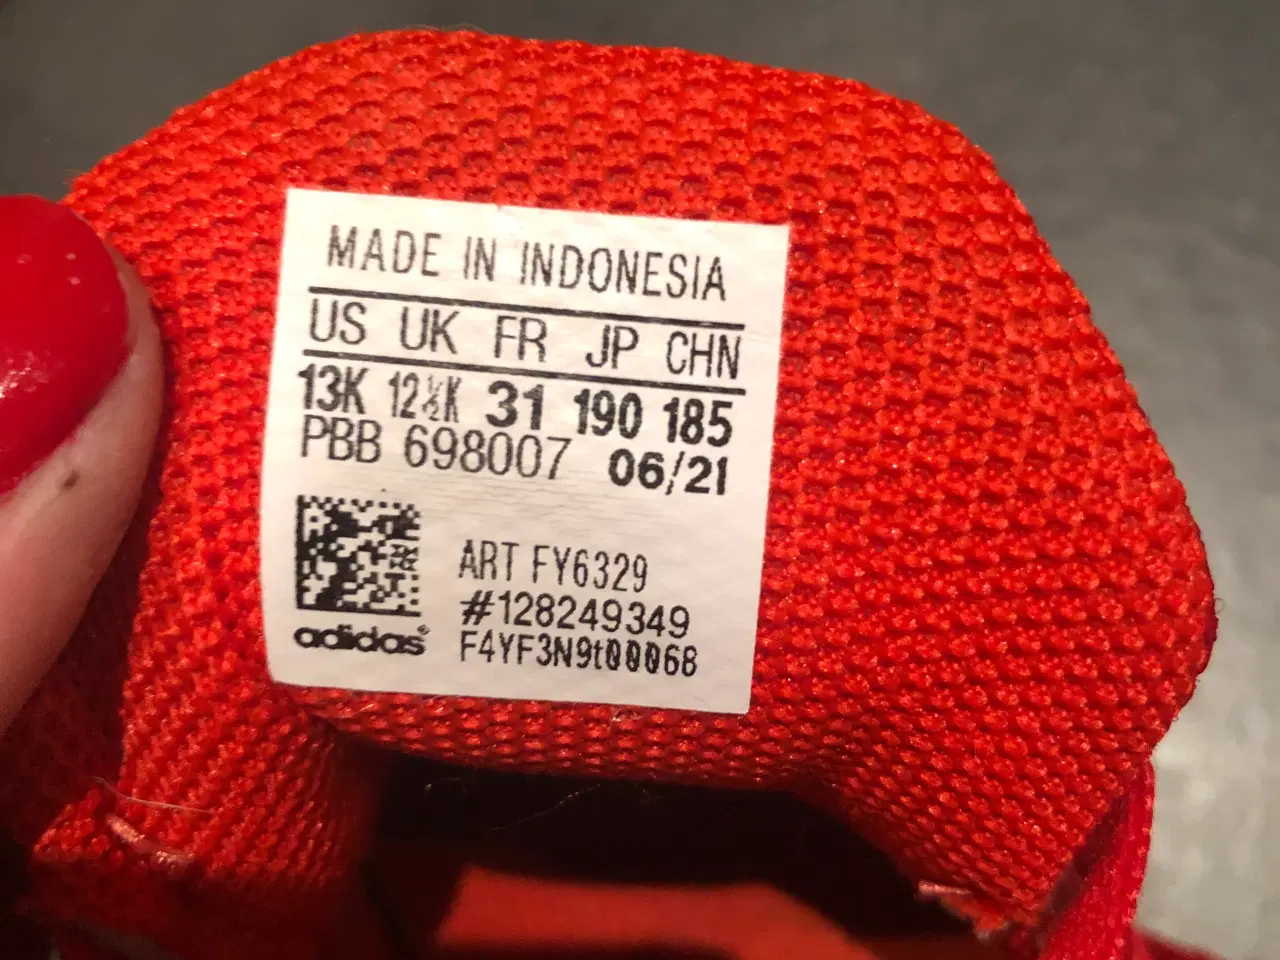 MADE IN INDONESIA
US UK FR JP CHN
13K 12½K 31 190 185
PBB 698007 06/21
ART FY6329
#128249349
adidas® F4YF3N9t00068